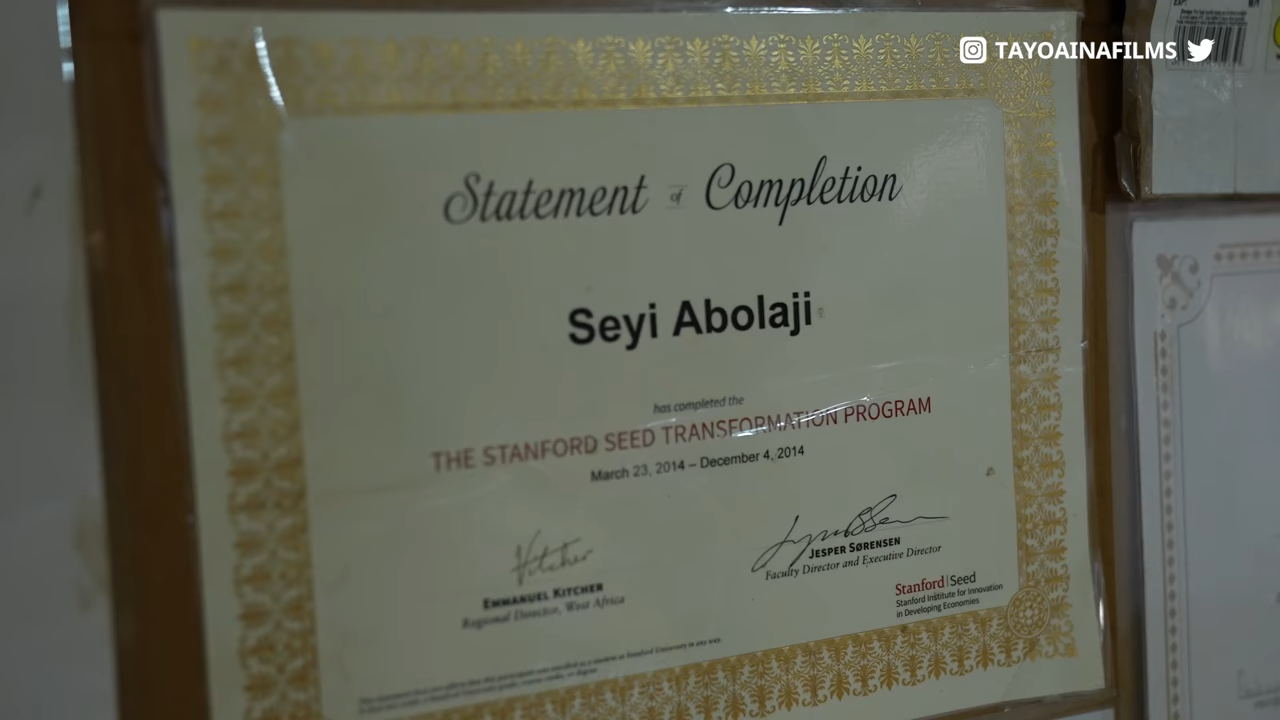 TAYOAINAFILMS
Statement of Completion
Seyi Abolaji
has completed the
THE STANFORD SEED TRANSFORMATION PROGRAM
March 23, 2014 – December 4, 2014
JESPER SØRENSEN
Faculty Director and Executive Director
EMMANUEL KITCHER
Regional Director, West Africa
Stanford | Seed
Stanford Institute for Innovation
in Developing Economies